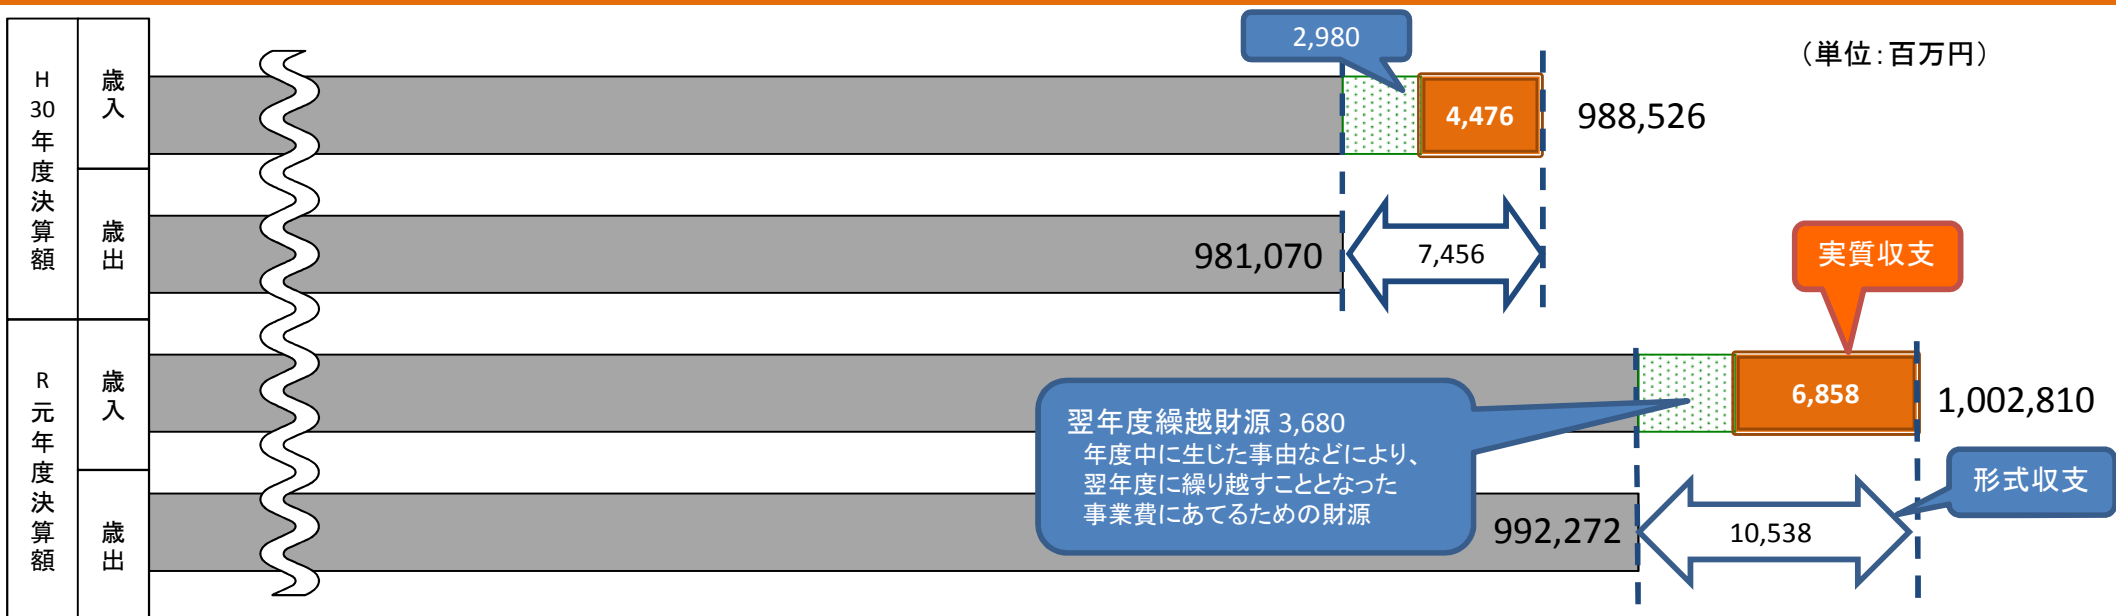 （単位：百万円）
H30年度決算額
歳入
2,980
4,476
988,526
歳出
981,070
7,456
R元年度決算額
歳入
実質収支
6,858
1,002,810
翌年度繰越財源 3,680
年度中に生じた事由などにより、
翌年度に繰り越すこととなった
事業費にあてるための財源
歳出
992,272
10,538
形式収支